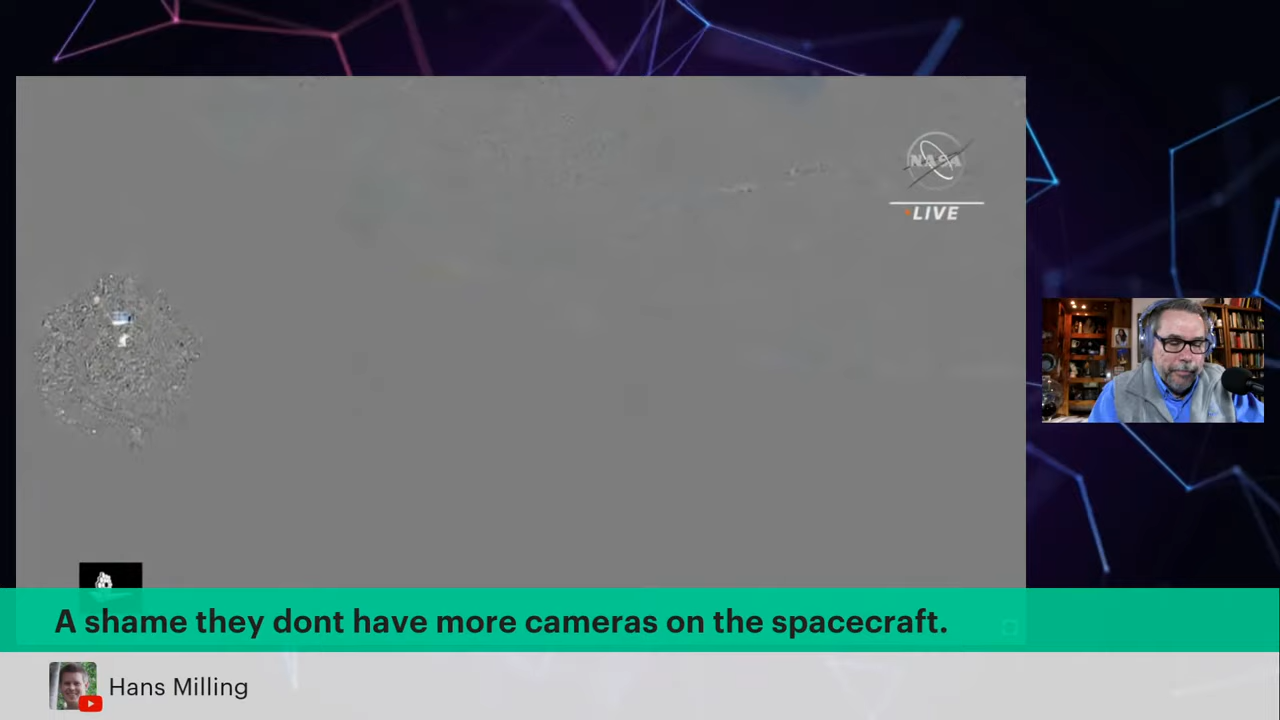 NASA
LIVE
A shame they dont have more cameras on the spacecraft.
Hans Milling